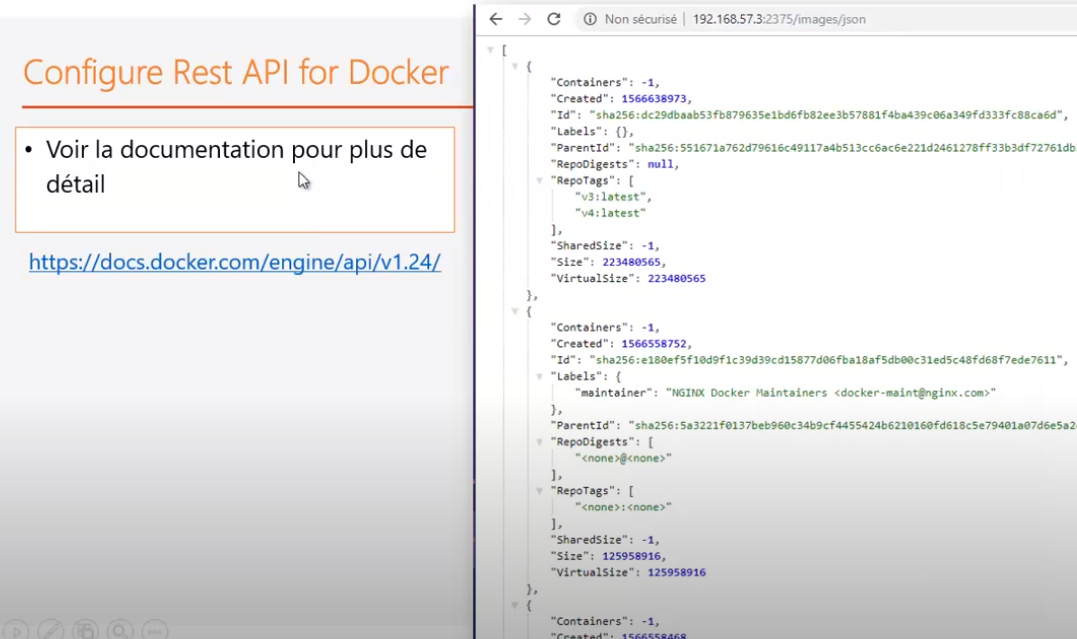 Configure Rest API for Docker
• Voir la documentation pour plus de
détail
https://docs.docker.com/engine/api/v1.24/
Non sécurisé | 192.168.57.3:2375/images/json
[
{
"Containers": -1,
"Created": 1566638973,
"Id": "sha256:dc29dbaab53fb879635e1bd6fb82ee3b57881f4ba439c06a349fd333fc88ca6d",
"Labels": {},
"ParentId": "sha256:551671a762d79616c49117a4b513cc6ac6e221d2461278ff33b3df72761db
"RepoDigests": null,
"RepoTags": [
"v3:latest",
"v4:latest"
],
"SharedSize": -1,
"Size": 223480565,
"VirtualSize": 223480565
},
{
"Containers": -1,
"Created": 1566558752,
"Id": "sha256:e180ef5f10d9f1c39d39cd15877d06fba18af5db00c31ed5c48fd68f7ede7611",
"Labels": {
"maintainer": "NGINX Docker Maintainers <docker-maint@nginx.com>"
},
"ParentId": "sha256:5a3221f0137beb960c34b9cf4455424b6210160fd618c5e79401a07d6e5a2
"RepoDigests": [
"<none>@<none>"
],
"RepoTags": [
"<none>:<none>"
],
"SharedSize": -1,
"Size": 125958916,
"VirtualSize": 125958916
},
{
"Containers": -1,
"Created": 1566558468,